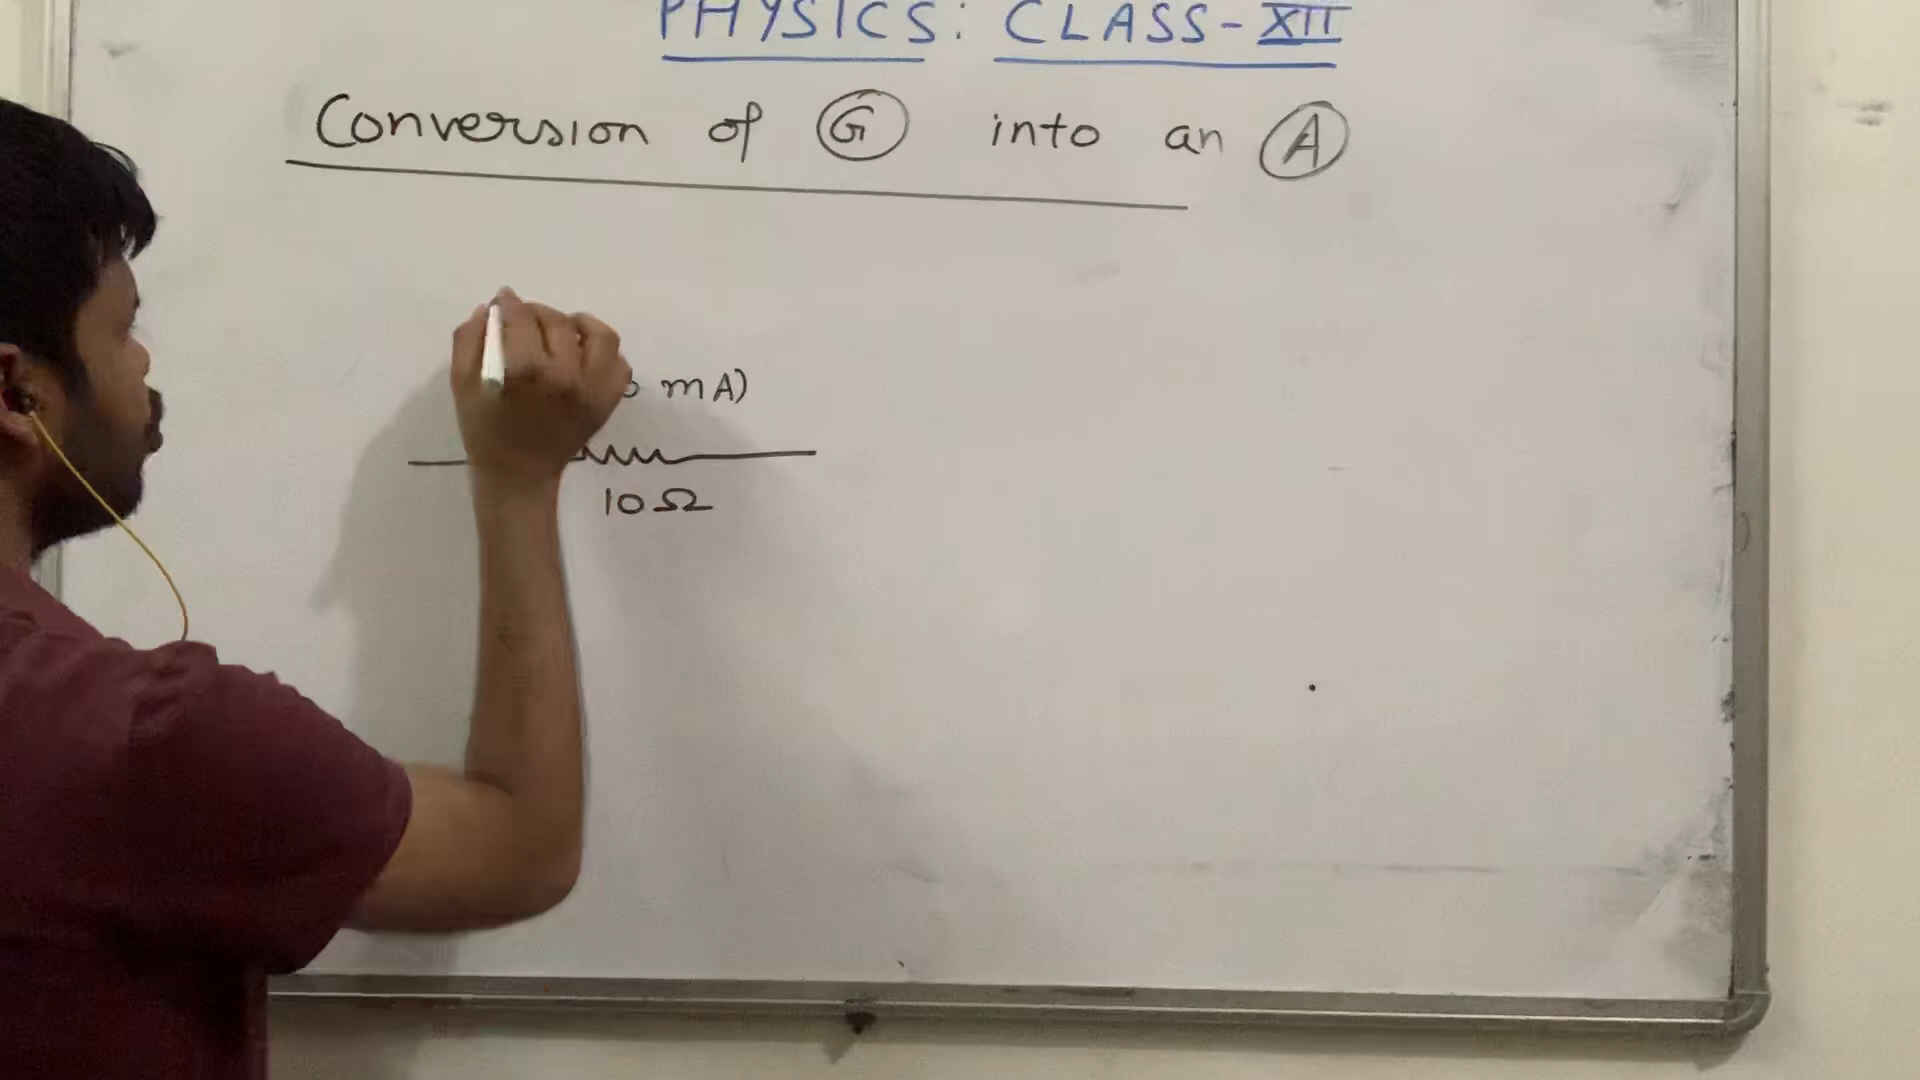 PHYSICS: CLASS-XII
Conversion of G into an A
mA)
10Ω